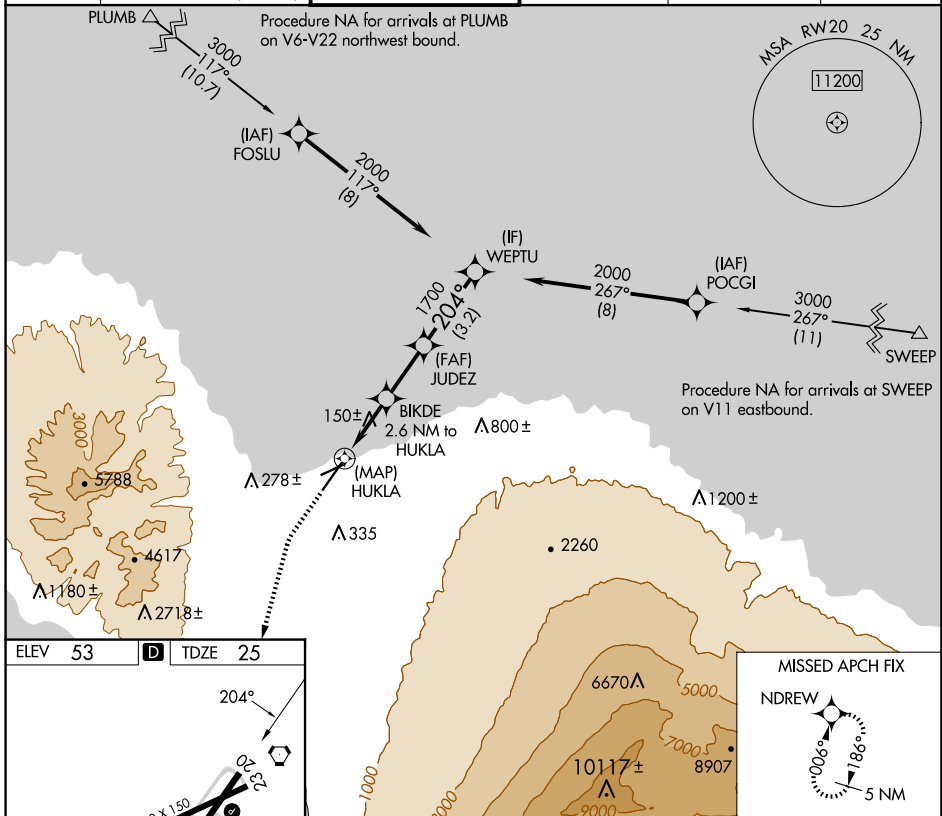 PLUMB
Procedure NA for arrivals at PLUMB
on V6-V22 northwest bound.
3000
117°
(10.7)
MSA RW20 25 NM
11200
(IAF)
FOSLU
2000
117°
(8)
(IF)
WEPTU
2000
267°
(8)
(IAF)
POCGI
3000
267°
(11)
SWEEP
1700
204°
(3.2)
(FAF)
JUDEZ
Procedure NA for arrivals at SWEEP
on V11 eastbound.
BIKDE
2.6 NM to
HUKLA
150±
800±
3000
5788
278±
(MAP)
HUKLA
1200±
335
2260
4617
1180±
2718±
ELEV 53
D
TDZE 25
204°
23 20
X 150
P
6670
5000
7000
8907
10117±
9000
1000
MISSED APCH FIX
NDREW
006°
186°
5 NM